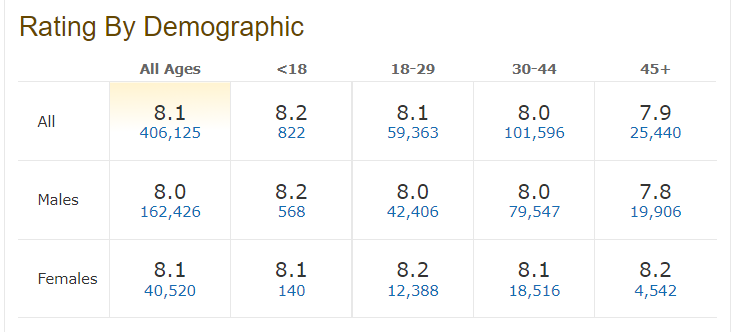 Rating By Demographic
All Ages <18 18-29 30-44 45+
All
8.1 8.2 8.1 8.0 7.9
406,125 822 59,363 101,596 25,440
Males
8.0 8.2 8.0 8.0 7.8
162,426 568 42,406 79,547 19,906
Females
8.1 8.1 8.2 8.1 8.2
40,520 140 12,388 18,516 4,542